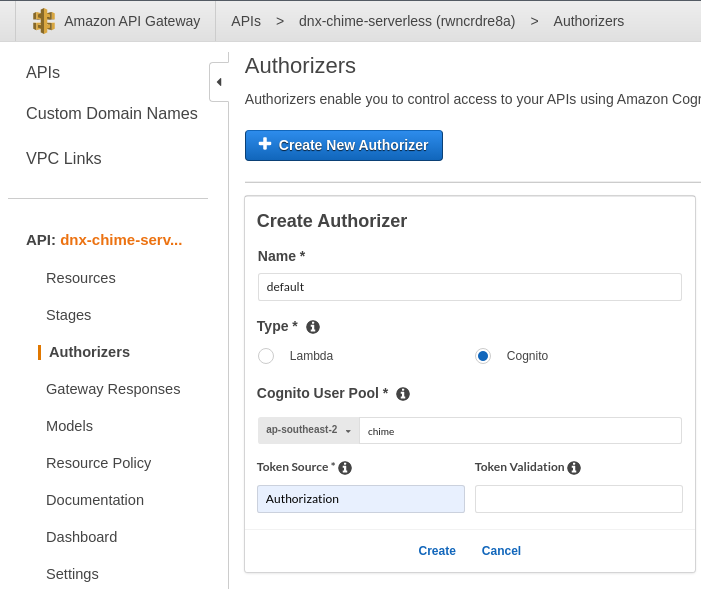 Amazon API Gateway APIs > dnx-chime-serverless (rwncrdre8a) > Authorizers
APIs
Custom Domain Names
VPC Links
API: dnx-chime-serv...
Resources
Stages
Authorizers
Gateway Responses
Models
Resource Policy
Documentation
Dashboard
Settings
Authorizers
Authorizers enable you to control access to your APIs using Amazon Cogn
Create New Authorizer
Create Authorizer
Name *
default
Type *
Lambda Cognito
Cognito User Pool *
ap-southeast-2 chime
Token Source * Token Validation
Authorization
Create Cancel